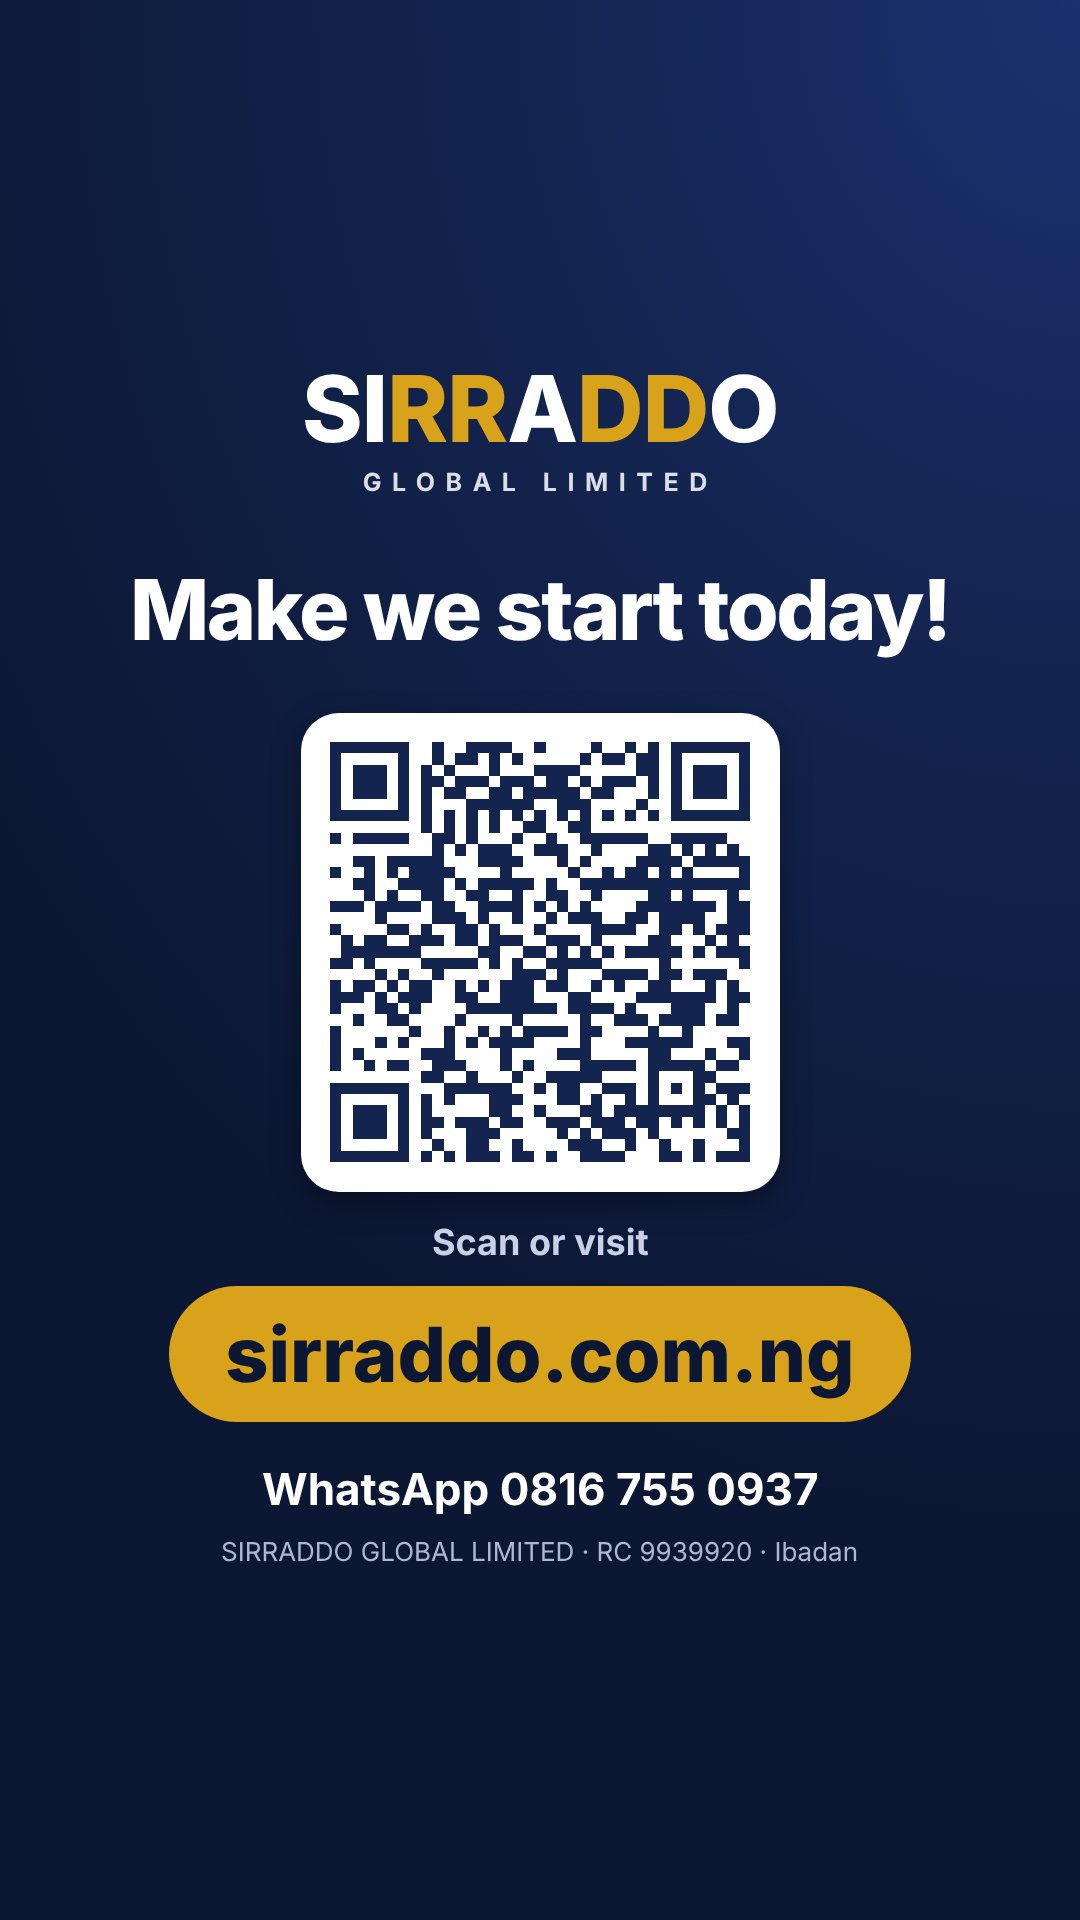 SIRRADDO
GLOBAL LIMITED
Make we start today!
Scan or visit
sirraddo.com.ng
WhatsApp 0816 755 0937
SIRRADDO GLOBAL LIMITED · RC 9939920 · Ibadan